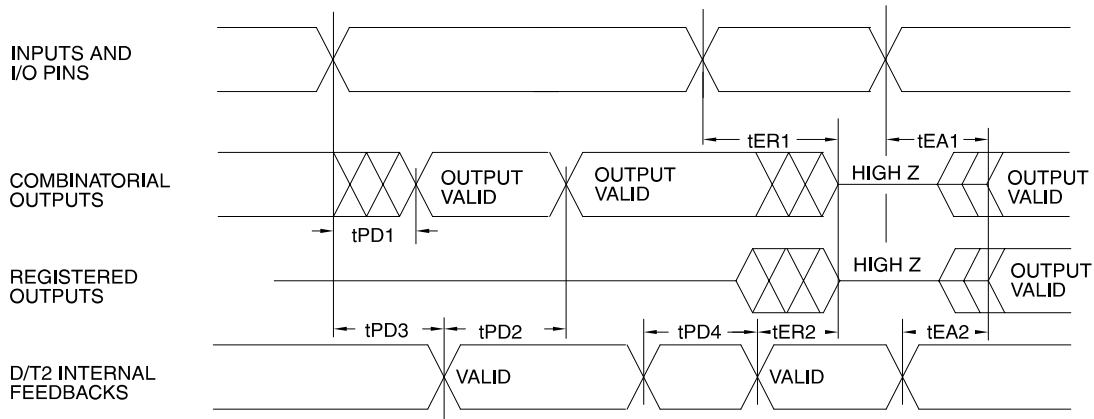 INPUTS AND
I/O PINS
tER1
tEA1
COMBINATORIAL
OUTPUTS
OUTPUT
VALID
OUTPUT
VALID
HIGH Z
OUTPUT
VALID
tPD1
REGISTERED
OUTPUTS
HIGH Z
OUTPUT
VALID
tPD3
tPD2
tPD4
tER2
tEA2
D/T2 INTERNAL
FEEDBACKS
VALID
VALID